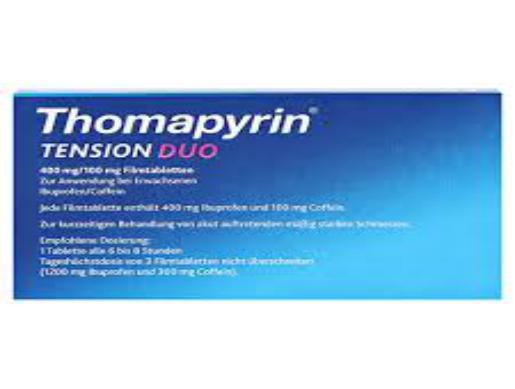 Thomapyrin®
TENSION DUO
400 mg/100 mg Filmtabletten
Zur Anwendung bei Erwachsenen
Ibuprofen/Coffein
Jede Filmtablette enthält 400 mg Ibuprofen und 100 mg Coffein.
Zur kurzzeitigen Behandlung von akut auftretenden mäßig starken Schmerzen.
Empfohlene Dosierung:
1 Tablette alle 6 bis 8 Stunden
Tageshöchstdosis von 3 Filmtabletten nicht überschreiten
(1200 mg Ibuprofen und 300 mg Coffein).